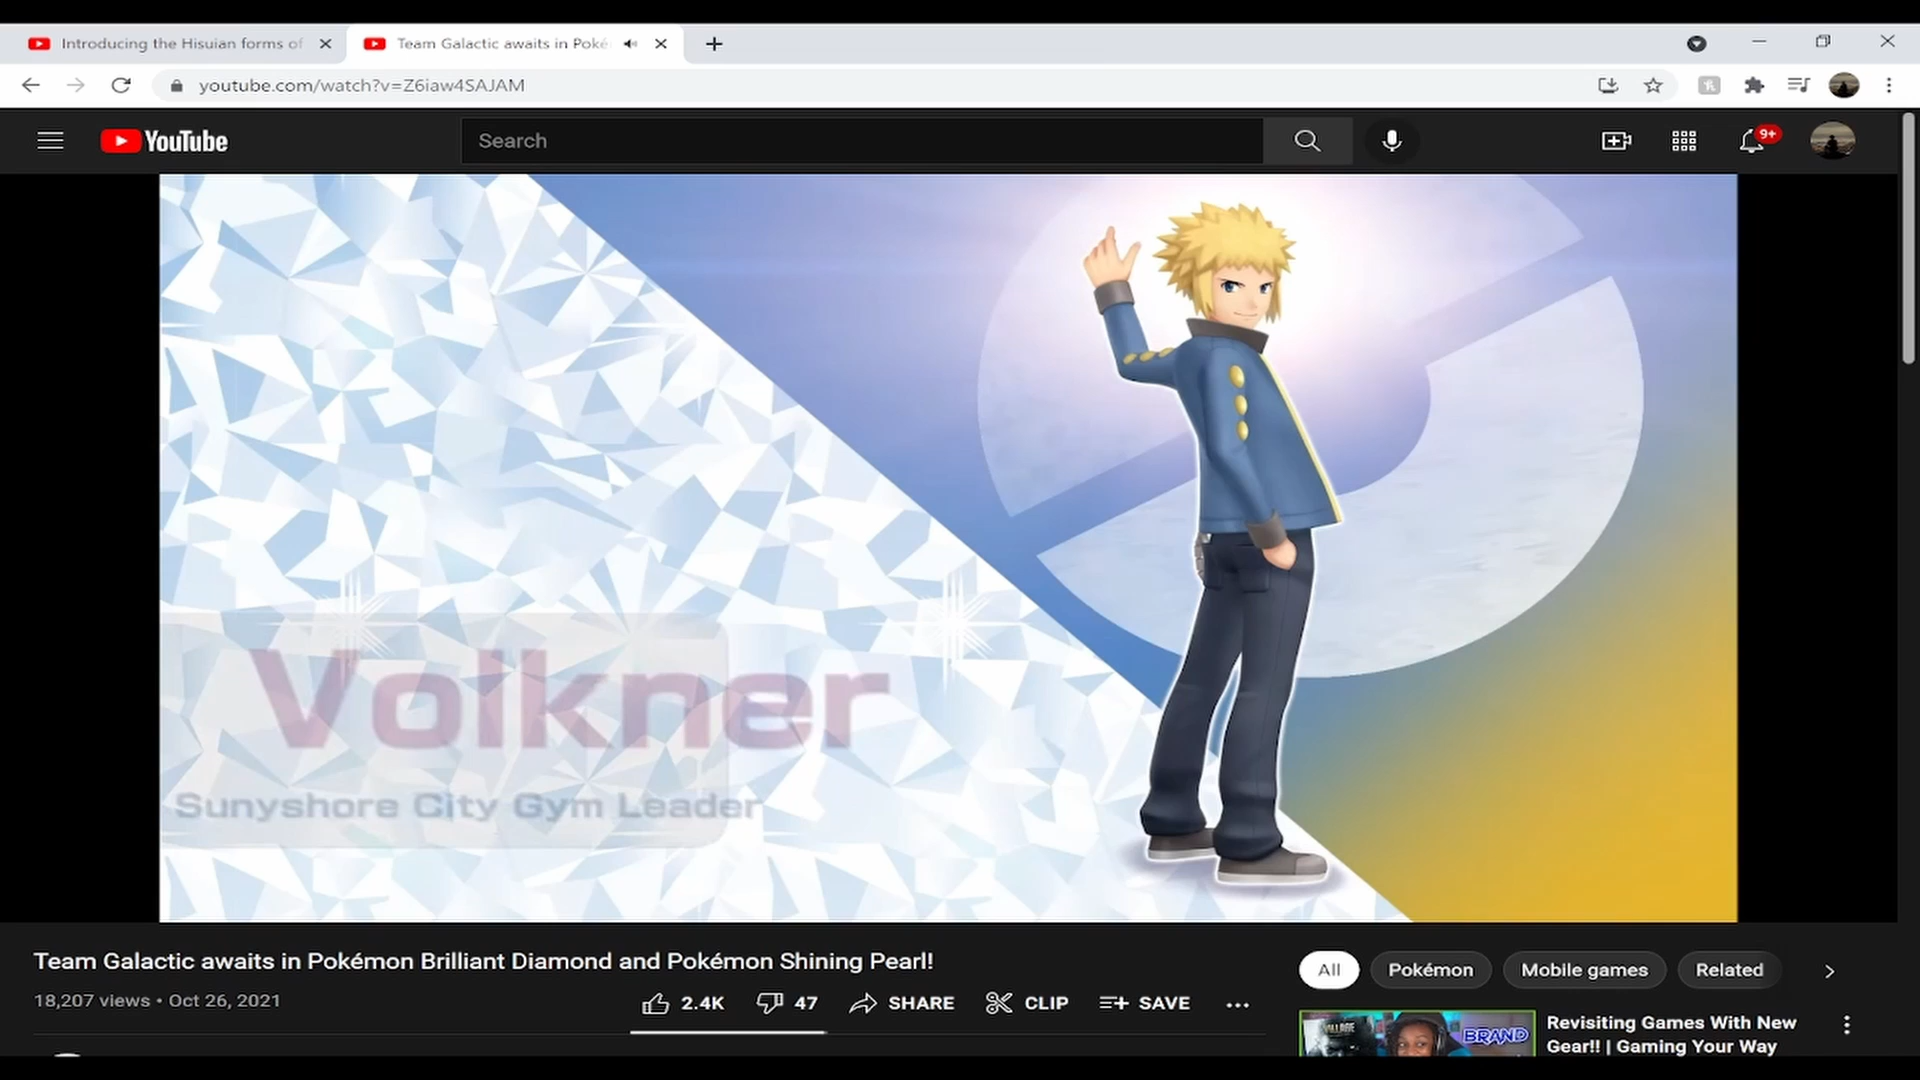 Introducing the Hisuian forms of
Team Galactic awaits in Poké
youtube.com/watch?v=Z6iaw4SAJAM
YouTube
Search
9+
Volkner
Sunyshore City Gym Leader
Team Galactic awaits in Pokémon Brilliant Diamond and Pokémon Shining Pearl!
18,207 views • Oct 26, 2021
2.4K
47
SHARE
CLIP
SAVE
All
Pokémon
Mobile games
Related
VILLAGE
BRAND
Revisiting Games With New
Gear!! | Gaming Your Way